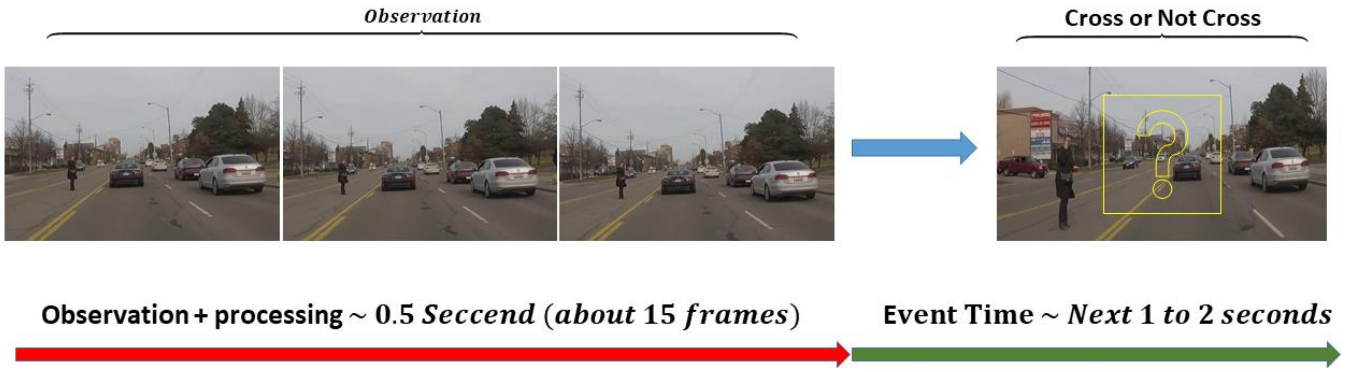 Observation
Cross or Not Cross
?
Observation + processing ~ 0.5 Seccend (about 15 frames)
Event Time ~ Next 1 to 2 seconds